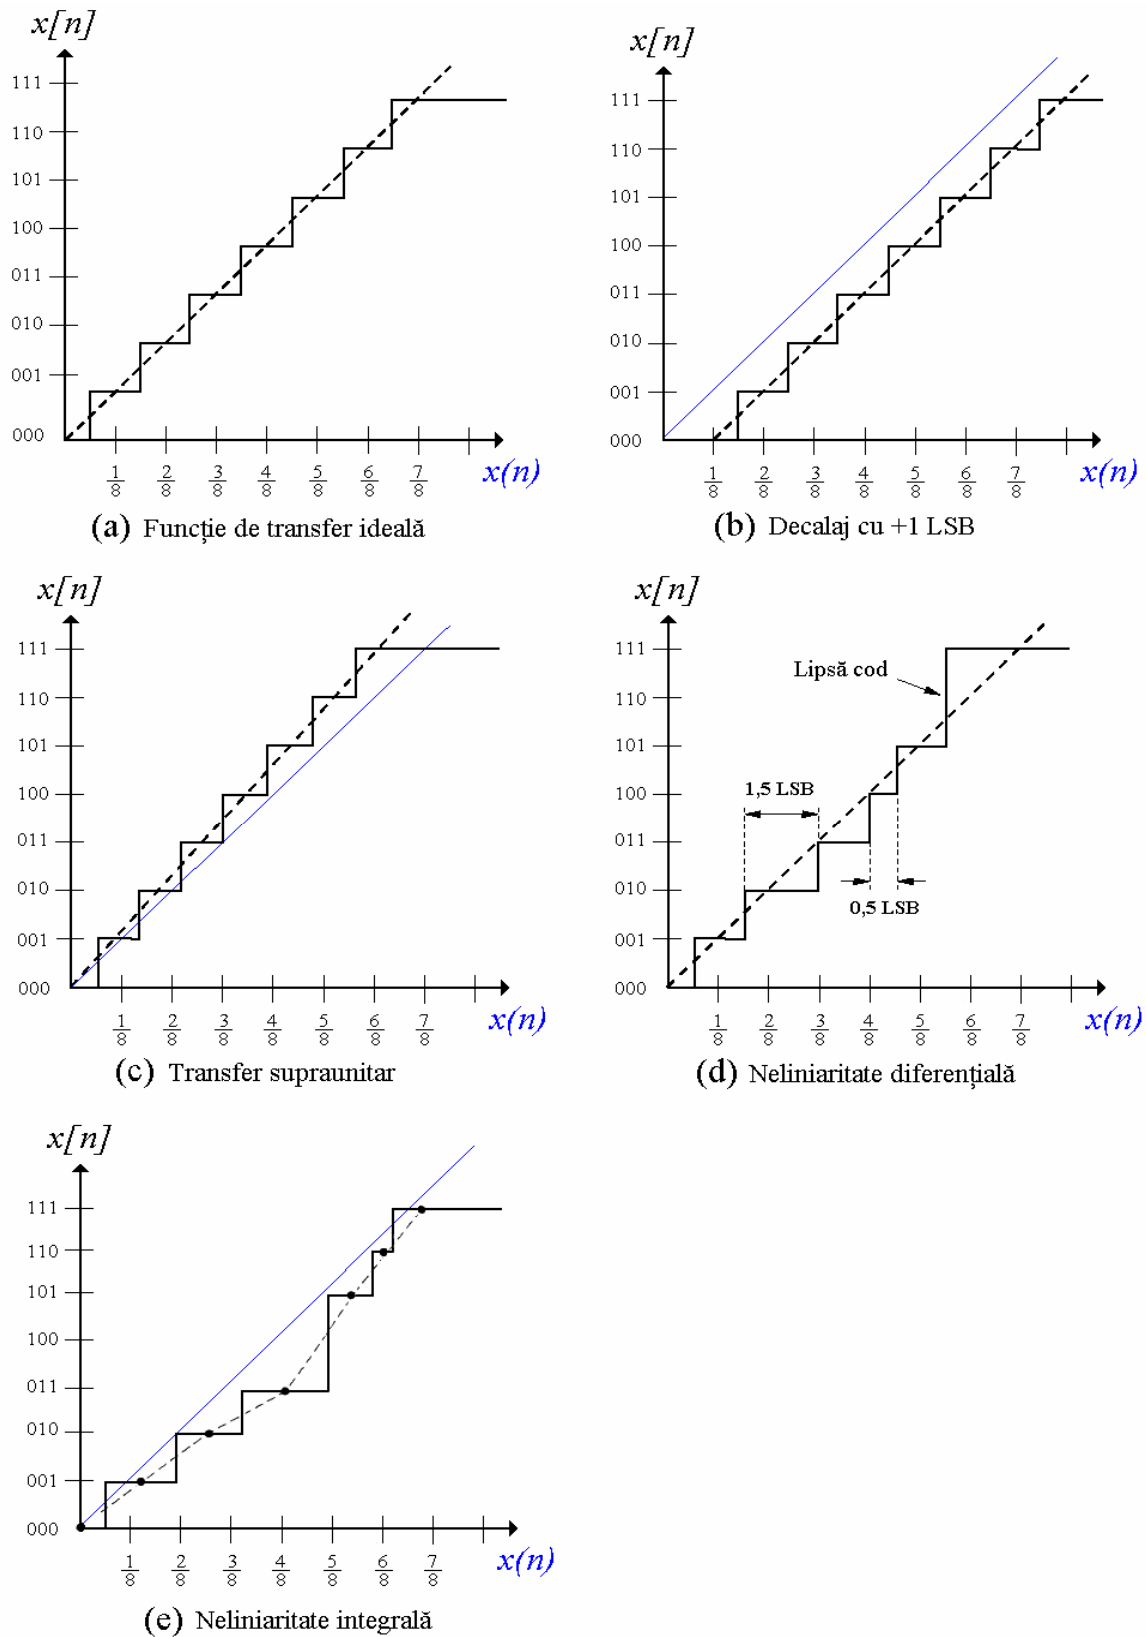 x[n]
111
110
101
100
011
010
001
000
1/8 2/8 3/8 4/8 5/8 6/8 7/8 x(n)
(a) Funcție de transfer ideală
x[n]
111
110
101
100
011
010
001
000
1/8 2/8 3/8 4/8 5/8 6/8 7/8 x(n)
(b) Decalaj cu +1 LSB
x[n]
111
110
101
100
011
010
001
000
1/8 2/8 3/8 4/8 5/8 6/8 7/8 x(n)
(c) Transfer supraunitar
x[n]
111
Lipsă cod
110
101
100
1,5 LSB
011
010
0,5 LSB
001
000
1/8 2/8 3/8 4/8 5/8 6/8 7/8 x(n)
(d) Neliniaritate diferențială
x[n]
111
110
101
100
011
010
001
000
1/8 2/8 3/8 4/8 5/8 6/8 7/8 x(n)
(e) Neliniaritate integrală